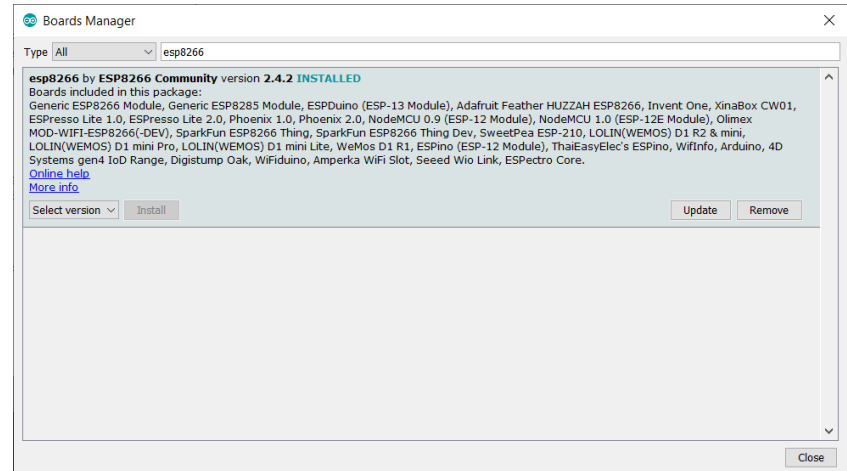 Boards Manager
Type All esp8266
esp8266 by ESP8266 Community version 2.4.2 INSTALLED
Boards included in this package:
Generic ESP8266 Module, Generic ESP8285 Module, ESPDuino (ESP-13 Module), Adafruit Feather HUZZAH ESP8266, Invent One, XinaBox CW01,
ESPresso Lite 1.0, ESPresso Lite 2.0, Phoenix 1.0, Phoenix 2.0, NodeMCU 0.9 (ESP-12 Module), NodeMCU 1.0 (ESP-12E Module), Olimex
MOD-WIFI-ESP8266(-DEV), SparkFun ESP8266 Thing, SparkFun ESP8266 Thing Dev, SweetPea ESP-210, LOLIN(WEMOS) D1 R2 & mini,
LOLIN(WEMOS) D1 mini Pro, LOLIN(WEMOS) D1 mini Lite, WeMos D1 R1, ESPino (ESP-12 Module), ThaiEasyElec's ESPino, WifInfo, Arduino, 4D
Systems gen4 IoD Range, Digistump Oak, WiFiduino, Amperka WiFi Slot, Seeed Wio Link, ESPectro Core.
Online help
More info
Select version Install Update Remove
Close